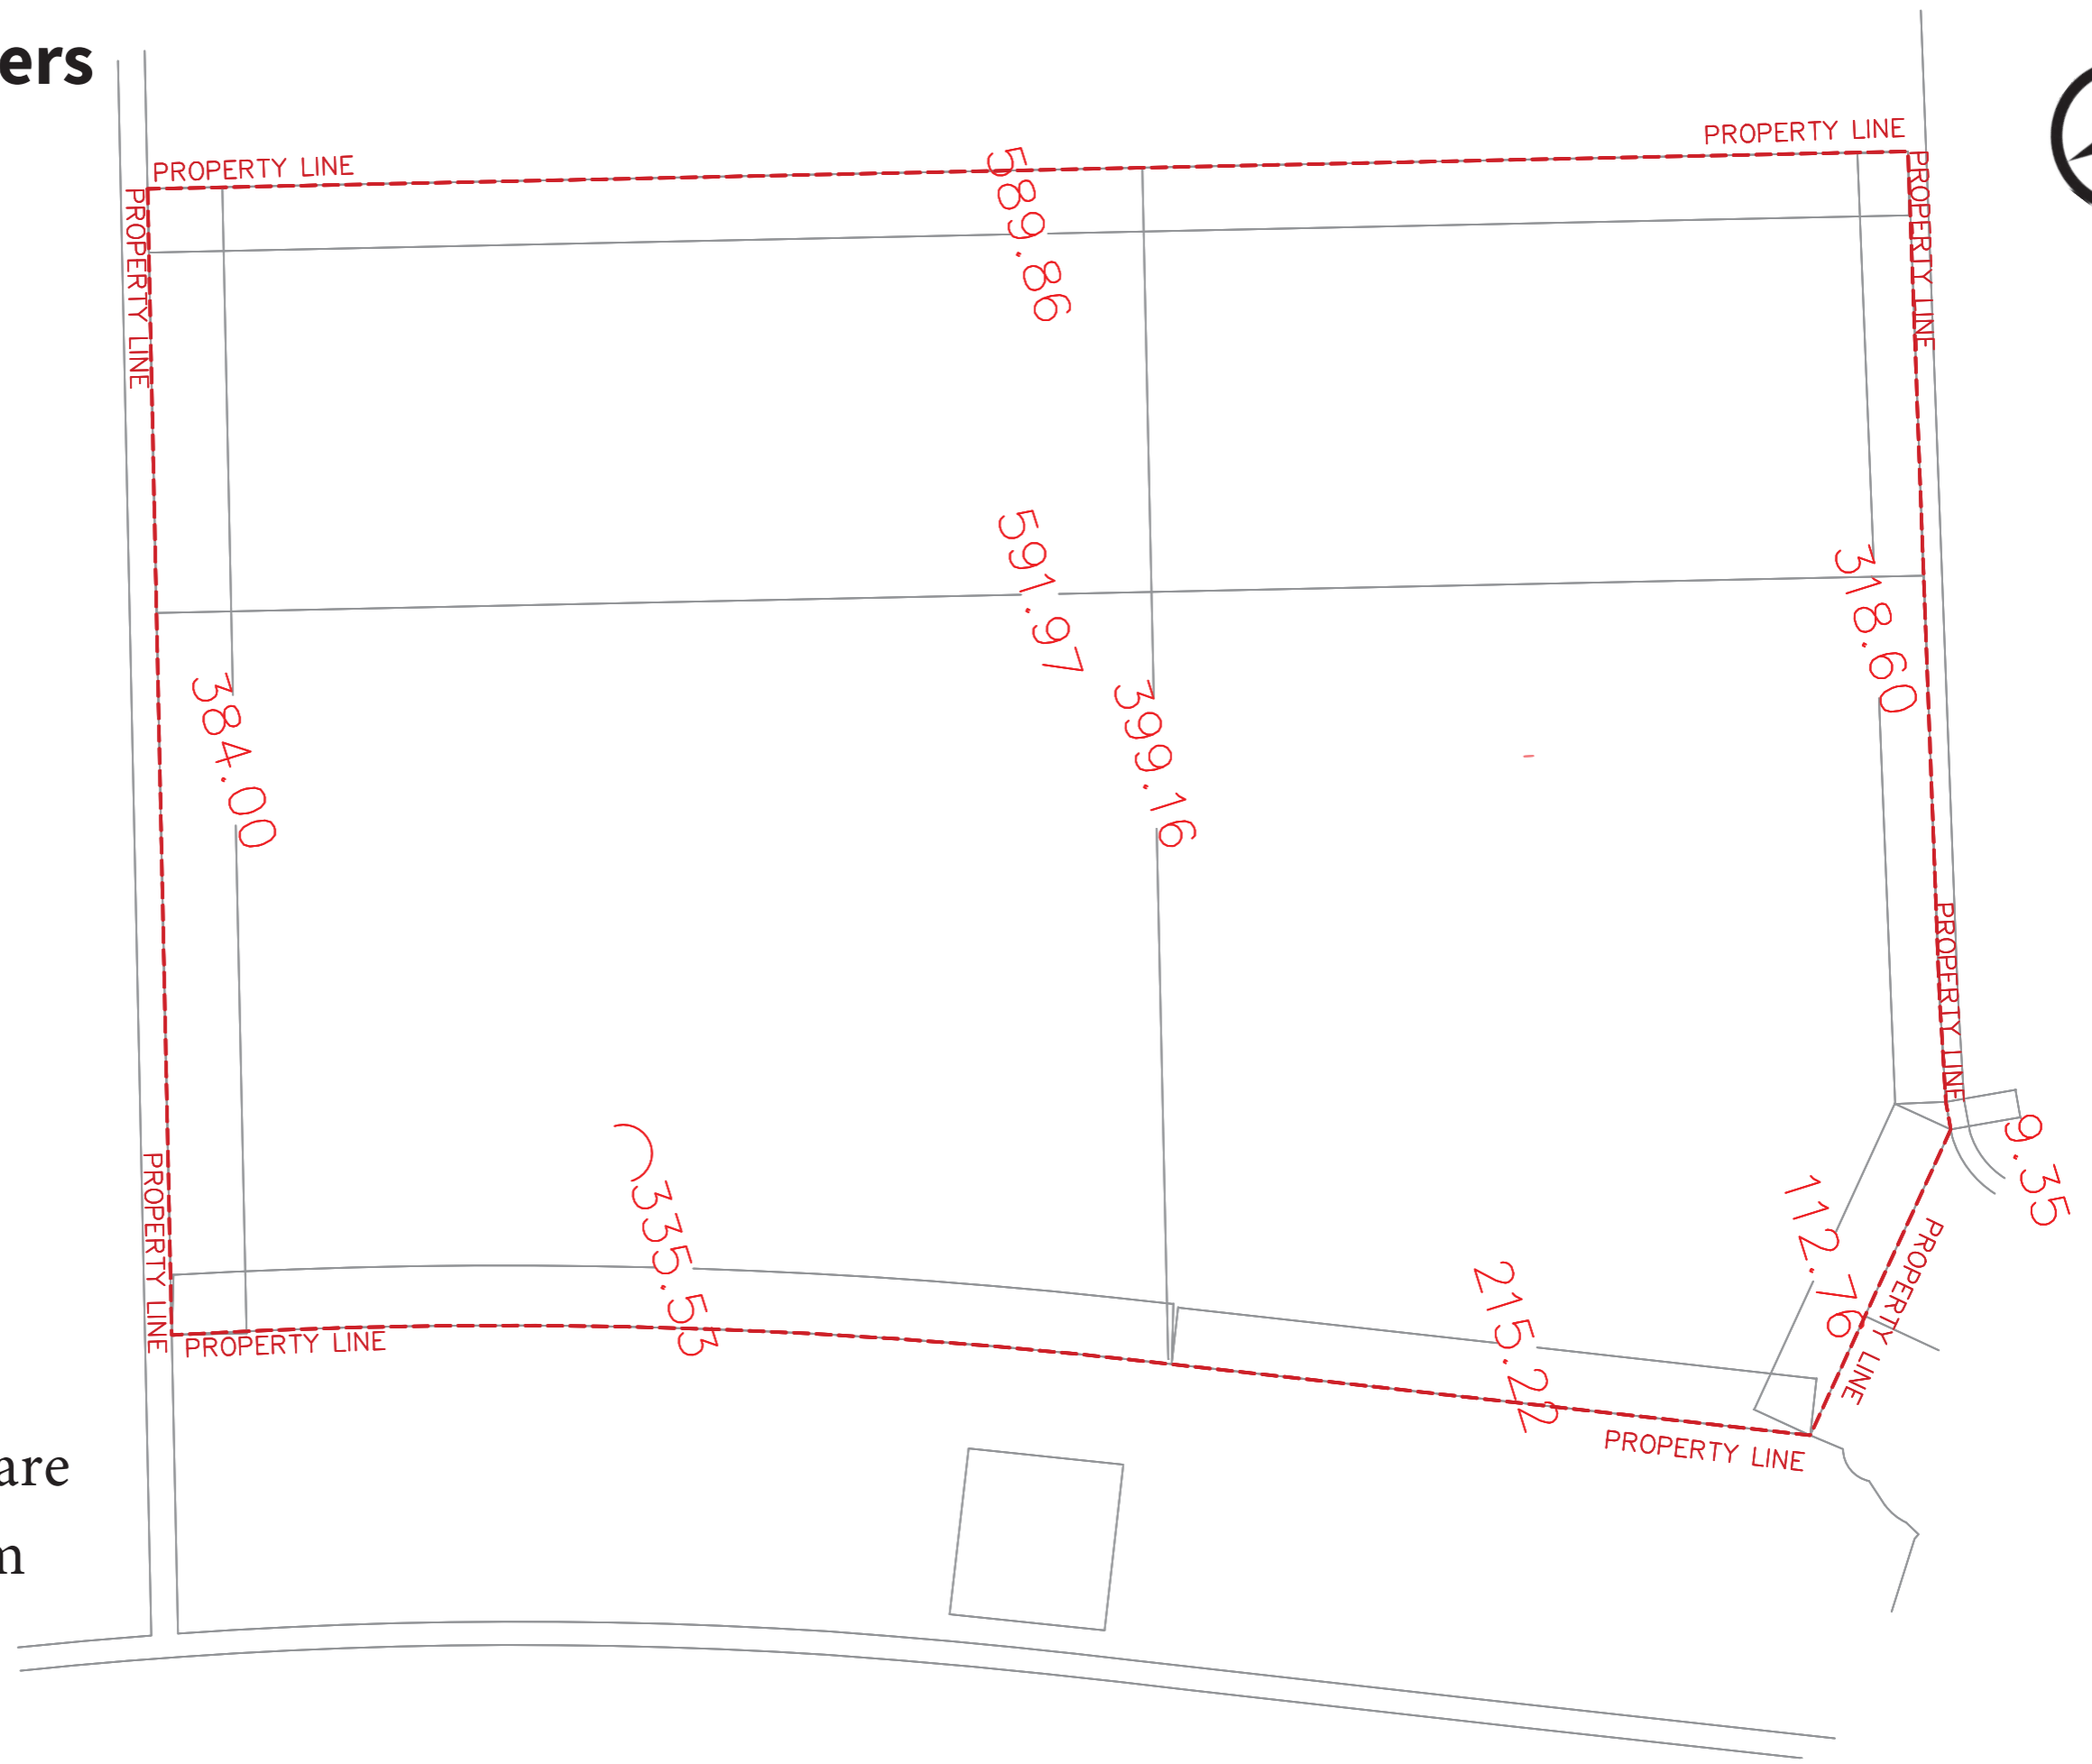 ers
PROPERTY LINE
PROPERTY LINE
PROPERTY LINE
PROPERTY LINE
589.86
591.97
318.60
384.00
399.16
PROPERTY LINE
9.35
PROPERTY LINE
335.53
112.76
PROPERTY LINE
215.22
PROPERTY LINE
PROPERTY LINE
are
m